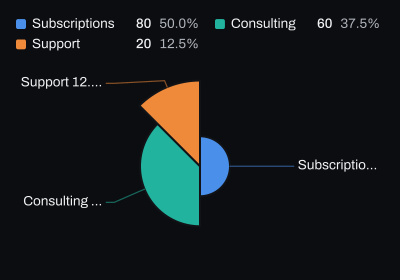 Subscriptions 80 50.0% Consulting 60 37.5%
Support 20 12.5%
Support 12....
Subscriptio...
Consulting ...